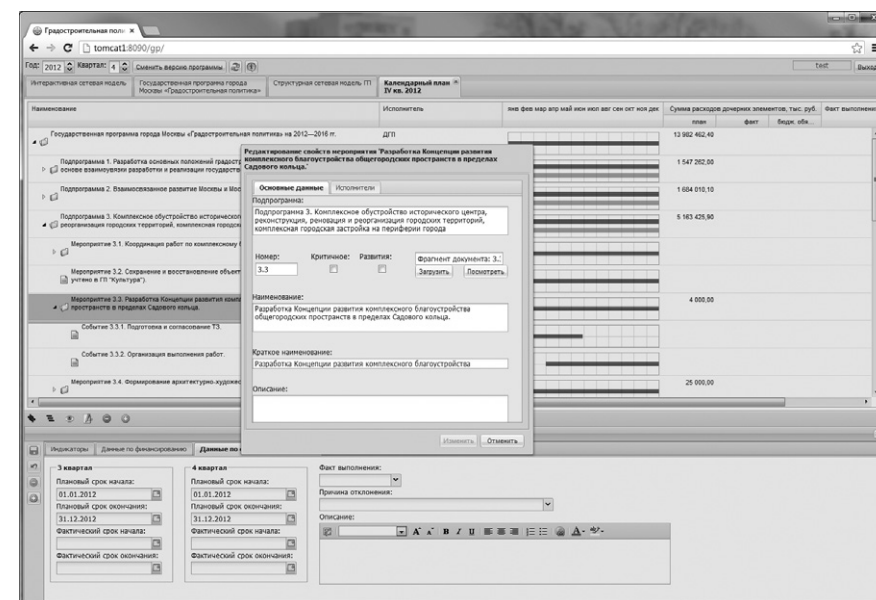 Градостроительная поли
tomcat1:8090/gp/
Год: 2012 Квартал: 4 Сменить версию программы
test Выход
Интерактивная сетевая модель
Государственная программа города Москвы «Градостроительная политика»
Структурная сетевая модель ГП
Календарный план IV кв. 2012
Наименование Исполнитель янв фев мар апр май июн июл авг сен окт ноя дек Сумма расходов дочерних элементов, тыс. руб. Факт выполнения
план факт бюдж. обя...
Государственная программа города Москвы «Градостроительная политика» на 2012—2016 гг. ДГП 13 982 462,40
Подпрограмма 1. Разработка основных положений градостр
основе взаимоувязки разработки и реализации государств 1 547 262,00
Подпрограмма 2. Взаимосвязанное развитие Москвы и Мос 1 684 010,10
Подпрограмма 3. Комплексное обустройство историческог
реорганизация городских территорий, комплексная городск 5 163 425,90
Мероприятие 3.1. Координация работ по комплексному
Мероприятие 3.2. Сохранение и восстановление объект
учтено в ГП "Культура").
Мероприятие 3.3. Разработка Концепции развития комп
пространств в пределах Садового кольца. 4 000,00
Событие 3.3.1. Подготовка и согласование ТЗ.
Событие 3.3.2. Организация выполнения работ.
Мероприятие 3.4. Формирование архитектурно-художес 25 000,00
Редактирование свойств мероприятия 'Разработка Концепции развития
комплексного благоустройства общегородских пространств в пределах
Садового кольца.'
Основные данные Исполнители
Подпрограмма:
Подпрограмма 3. Комплексное обустройство исторического центра,
реконструкция, реновация и реорганизация городских территорий,
комплексная городская застройка на периферии города
Номер: Критичное: Развития: Фрагмент документа: 3.
3.3 Загрузить Посмотреть
Наименование:
Разработка Концепции развития комплексного благоустройства
общегородских пространств в пределах Садового кольца.
Краткое наименование:
Разработка Концепции развития комплексного благоустройства
Описание:
Изменить Отменить
Индикаторы Данные по финансированию Данные по
3 квартал
Плановый срок начала:
01.01.2012
Плановый срок окончания:
31.12.2012
Фактический срок начала:
Фактический срок окончания:
4 квартал
Плановый срок начала:
01.01.2012
Плановый срок окончания:
31.12.2012
Фактический срок начала:
Фактический срок окончания:
Факт выполнения:
Причина отклонения:
Описание:
A A B I U A